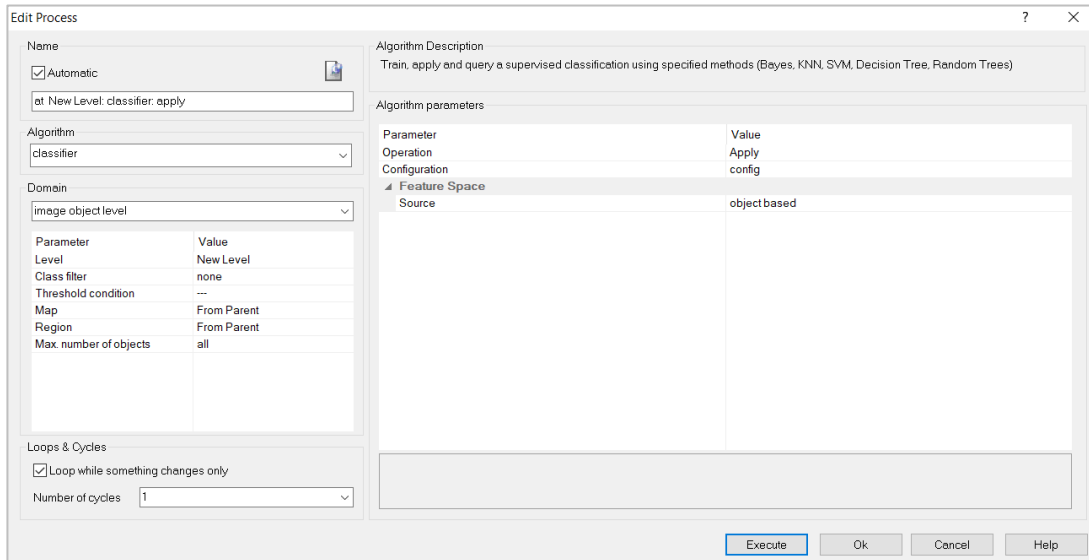 Edit Process ? X
Name
Automatic
at New Level: classifier: apply
Algorithm
classifier
Domain
image object level
Parameter Value
Level New Level
Class filter none
Threshold condition ---
Map From Parent
Region From Parent
Max. number of objects all
Loops & Cycles
Loop while something changes only
Number of cycles 1
Algorithm Description
Train, apply and query a supervised classification using specified methods (Bayes, KNN, SVM, Decision Tree, Random Trees)
Algorithm parameters
Parameter Value
Operation Apply
Configuration config
Feature Space
Source object based
Execute Ok Cancel Help